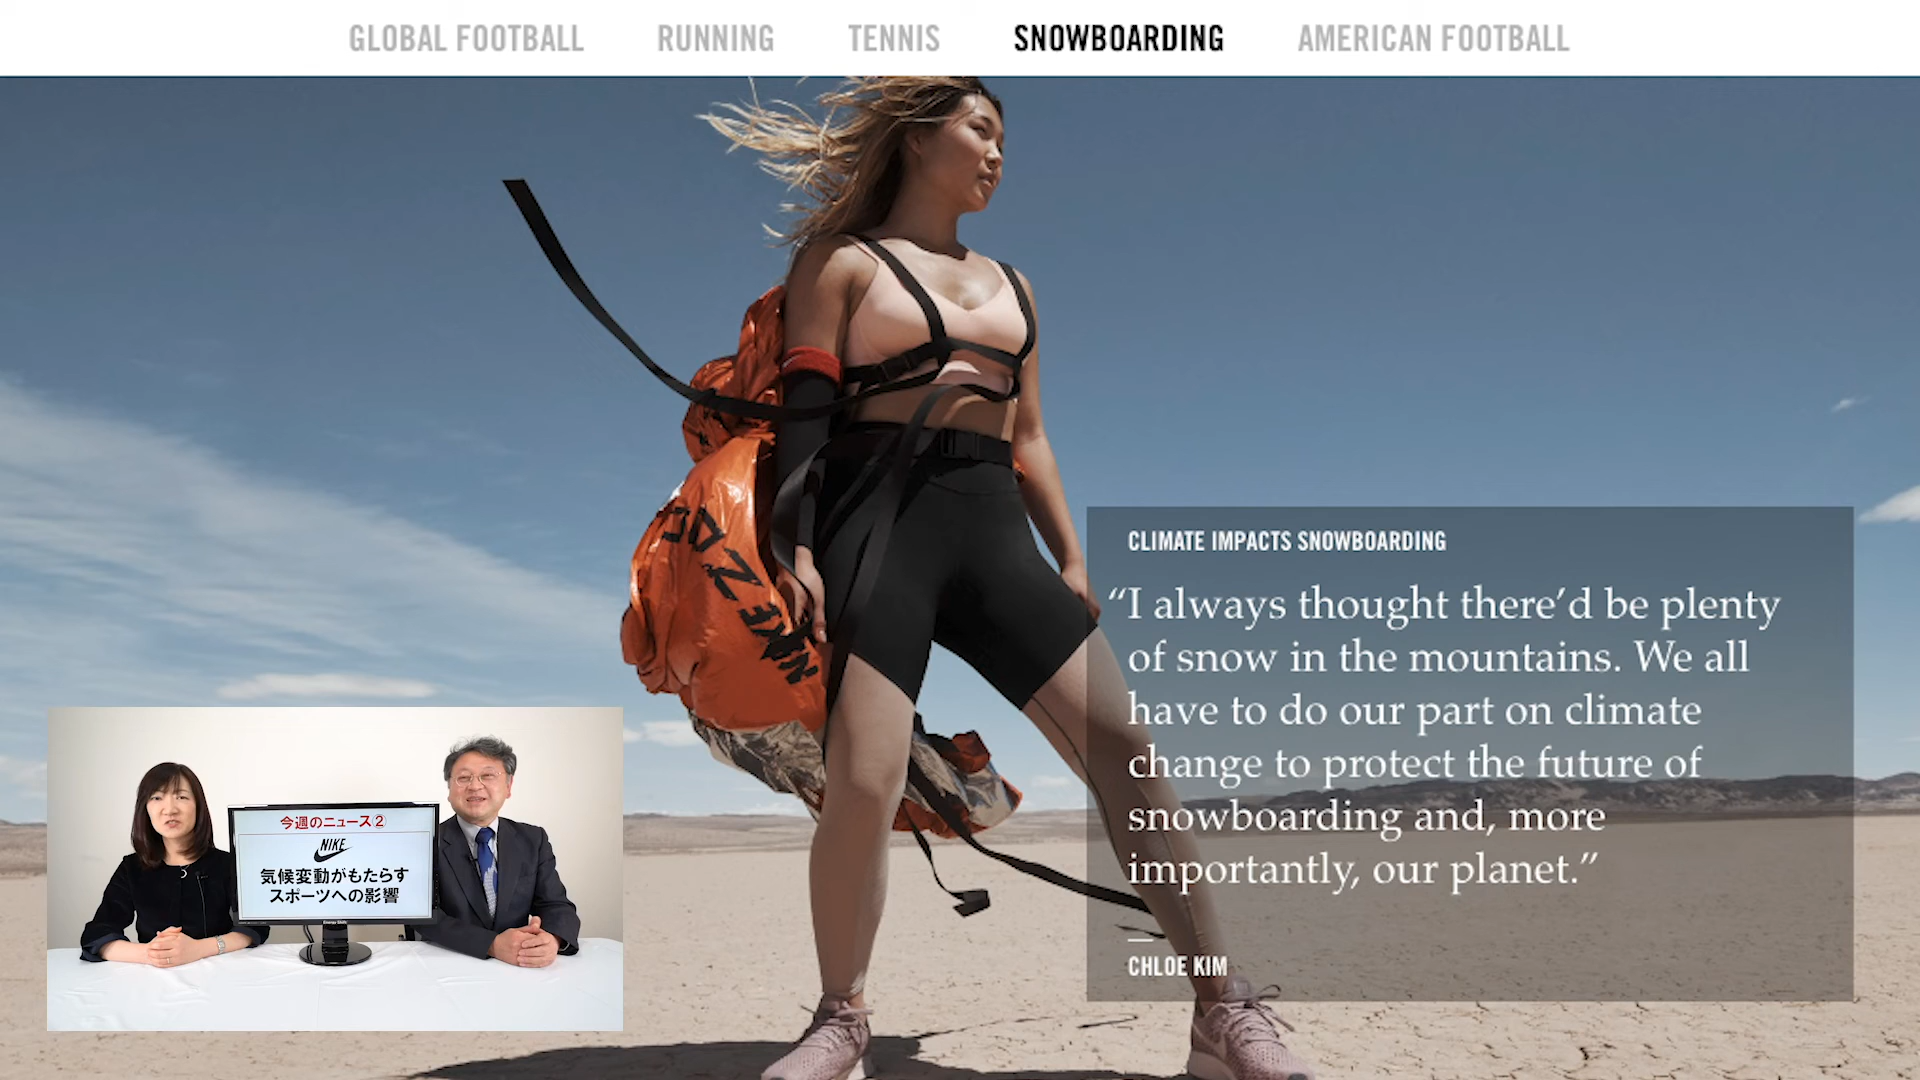 GLOBAL FOOTBALL RUNNING TENNIS SNOWBOARDING AMERICAN FOOTBALL
NIKE
CLIMATE IMPACTS SNOWBOARDING
“I always thought there’d be plenty
of snow in the mountains. We all
have to do our part on climate
change to protect the future of
snowboarding and, more
importantly, our planet.”
CHLOE KIM
今週のニュース②
NIKE
気候変動がもたらす
スポーツへの影響